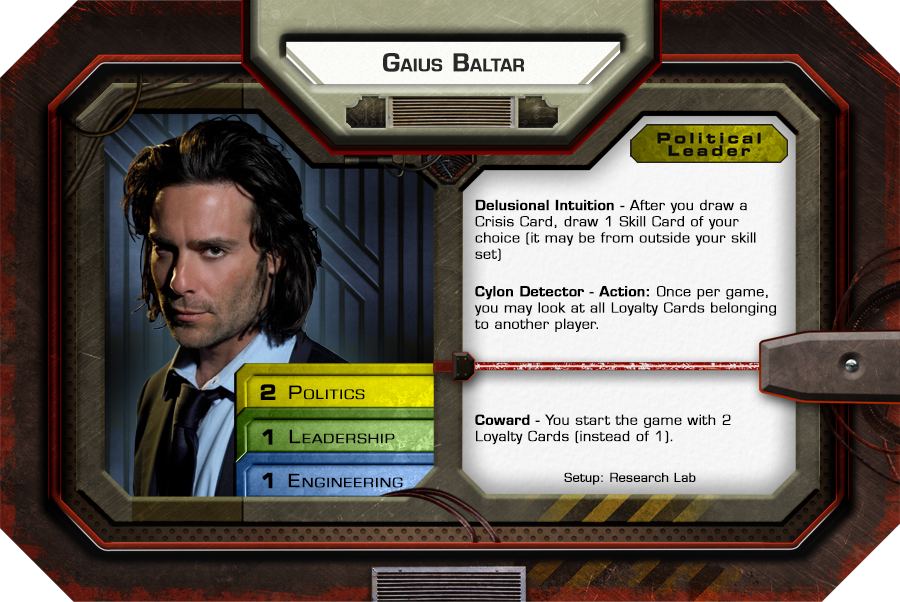 Gaius Baltar
Political
Leader
Delusional Intuition - After you draw a
Crisis Card, draw 1 Skill Card of your
choice (it may be from outside your skill
set)
Cylon Detector - Action: Once per game,
you may look at all Loyalty Cards belonging
to another player.
2 Politics
1 Leadership
1 Engineering
Coward - You start the game with 2
Loyalty Cards (instead of 1).
Setup: Research Lab